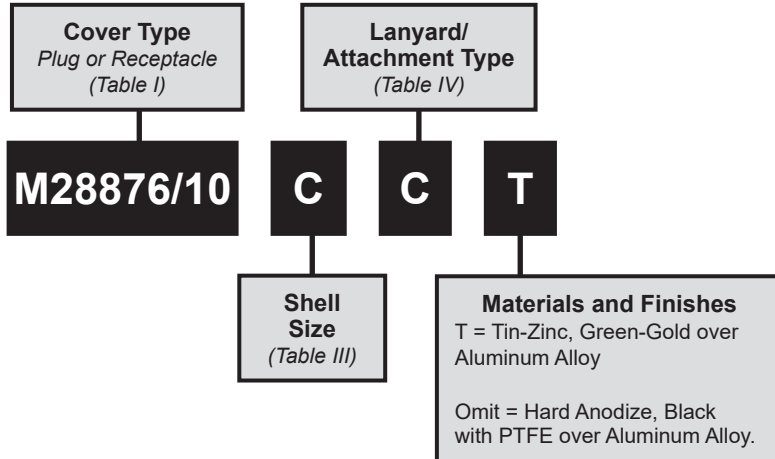 Cover Type
Plug or Receptacle
(Table I)
Lanyard/
Attachment Type
(Table IV)
M28876/10 C C T
Shell
Size
(Table III)
Materials and Finishes
T = Tin-Zinc, Green-Gold over
Aluminum Alloy
Omit = Hard Anodize, Black
with PTFE over Aluminum Alloy.